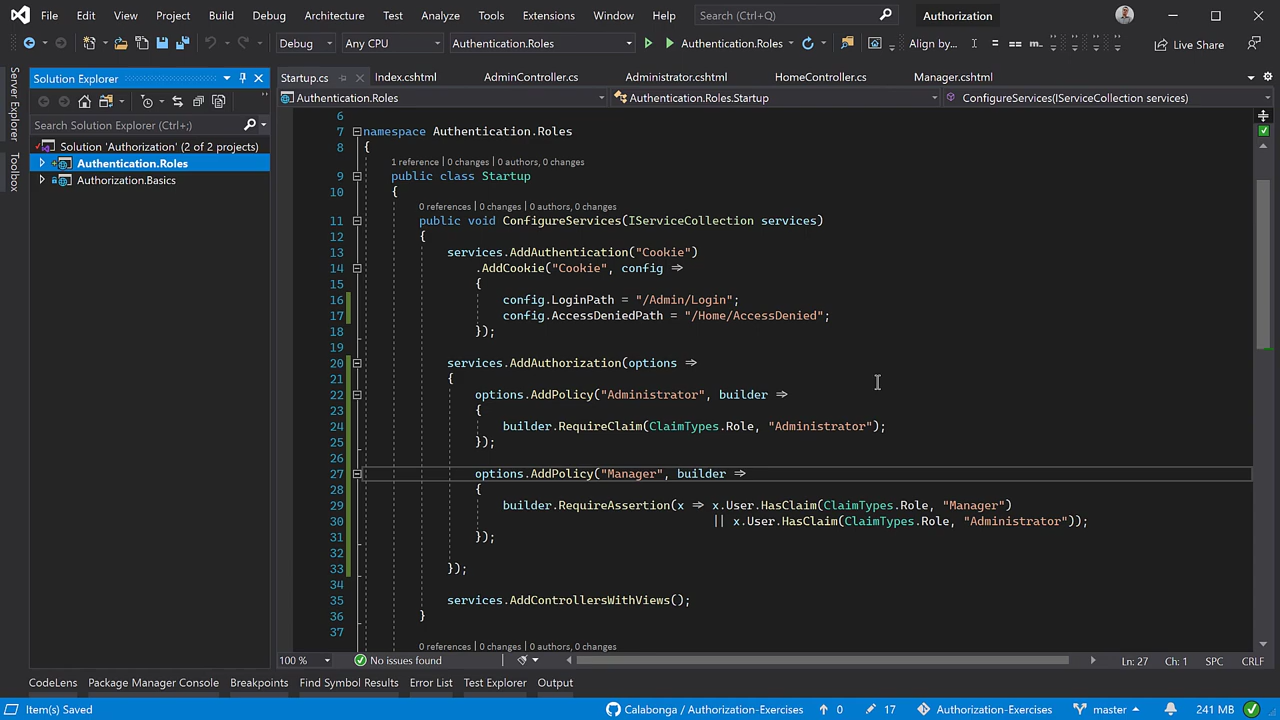 File Edit View Project Build Debug Architecture Test Analyze Tools Extensions Window Help Search (Ctrl+Q) Authorization
Debug Any CPU Authentication.Roles Authentication.Roles Align by... Live Share
Server Explorer
Toolbox
Solution Explorer
Search Solution Explorer (Ctrl+;)
Solution 'Authorization' (2 of 2 projects)
Authentication.Roles
Authorization.Basics
Startup.cs Index.cshtml AdminController.cs Administrator.cshtml HomeController.cs Manager.cshtml
Authentication.Roles Authentication.Roles.Startup ConfigureServices(IServiceCollection services)
6
7 namespace Authentication.Roles
8 {
1 reference | 0 changes | 0 authors, 0 changes
9 public class Startup
10 {
0 references | 0 changes | 0 authors, 0 changes
11 public void ConfigureServices(IServiceCollection services)
12 {
13 services.AddAuthentication("Cookie")
14 .AddCookie("Cookie", config =>
15 {
16 config.LoginPath = "/Admin/Login";
17 config.AccessDeniedPath = "/Home/AccessDenied";
18 });
19
20 services.AddAuthorization(options =>
21 {
22 options.AddPolicy("Administrator", builder =>
23 {
24 builder.RequireClaim(ClaimTypes.Role, "Administrator");
25 });
26
27 options.AddPolicy("Manager", builder =>
28 {
29 builder.RequireAssertion(x => x.User.HasClaim(ClaimTypes.Role, "Manager")
30 || x.User.HasClaim(ClaimTypes.Role, "Administrator"));
31 });
32
33 });
34
35 services.AddControllersWithViews();
36 }
37
0 references | 0 changes | 0 authors, 0 changes
100 % No issues found Ln: 27 Ch: 1 SPC CRLF
CodeLens Package Manager Console Breakpoints Find Symbol Results Error List Test Explorer Output
Item(s) Saved Calabonga / Authorization-Exercises 0 17 Authorization-Exercises master 241 MB